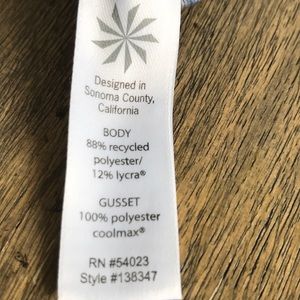 Designed in
Sonoma County,
California
BODY
88% recycled
polyester/
12% lycra®
GUSSET
100% polyester
coolmax®
RN #54023
Style #138347